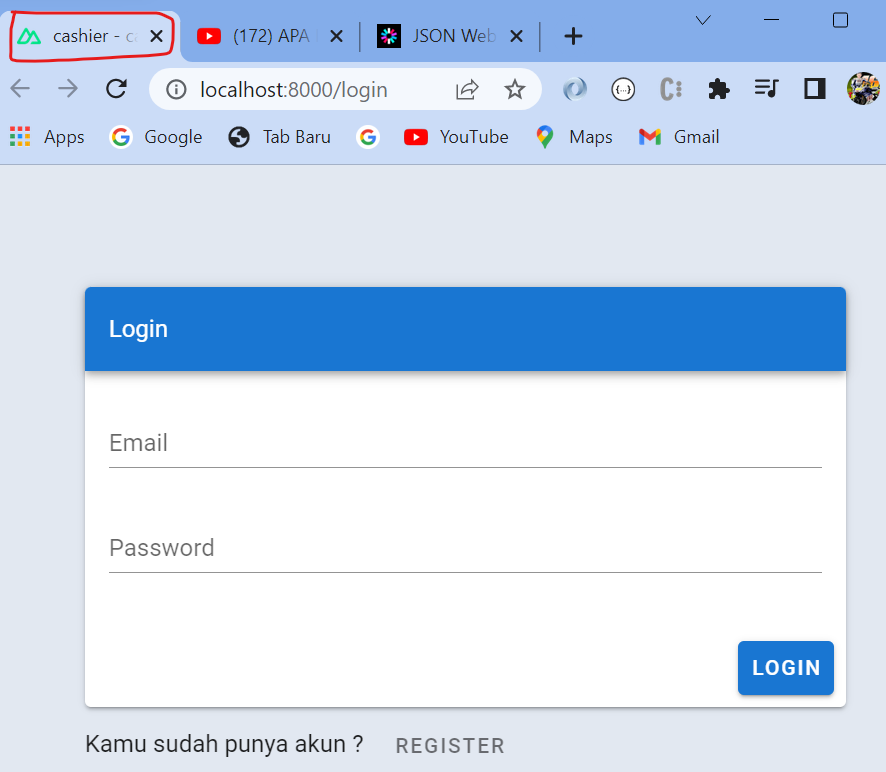 cashier - ca
(172) APA
JSON Web
localhost:8000/login
Apps Google Tab Baru YouTube Maps Gmail
Login
Email
Password
LOGIN
Kamu sudah punya akun ? REGISTER